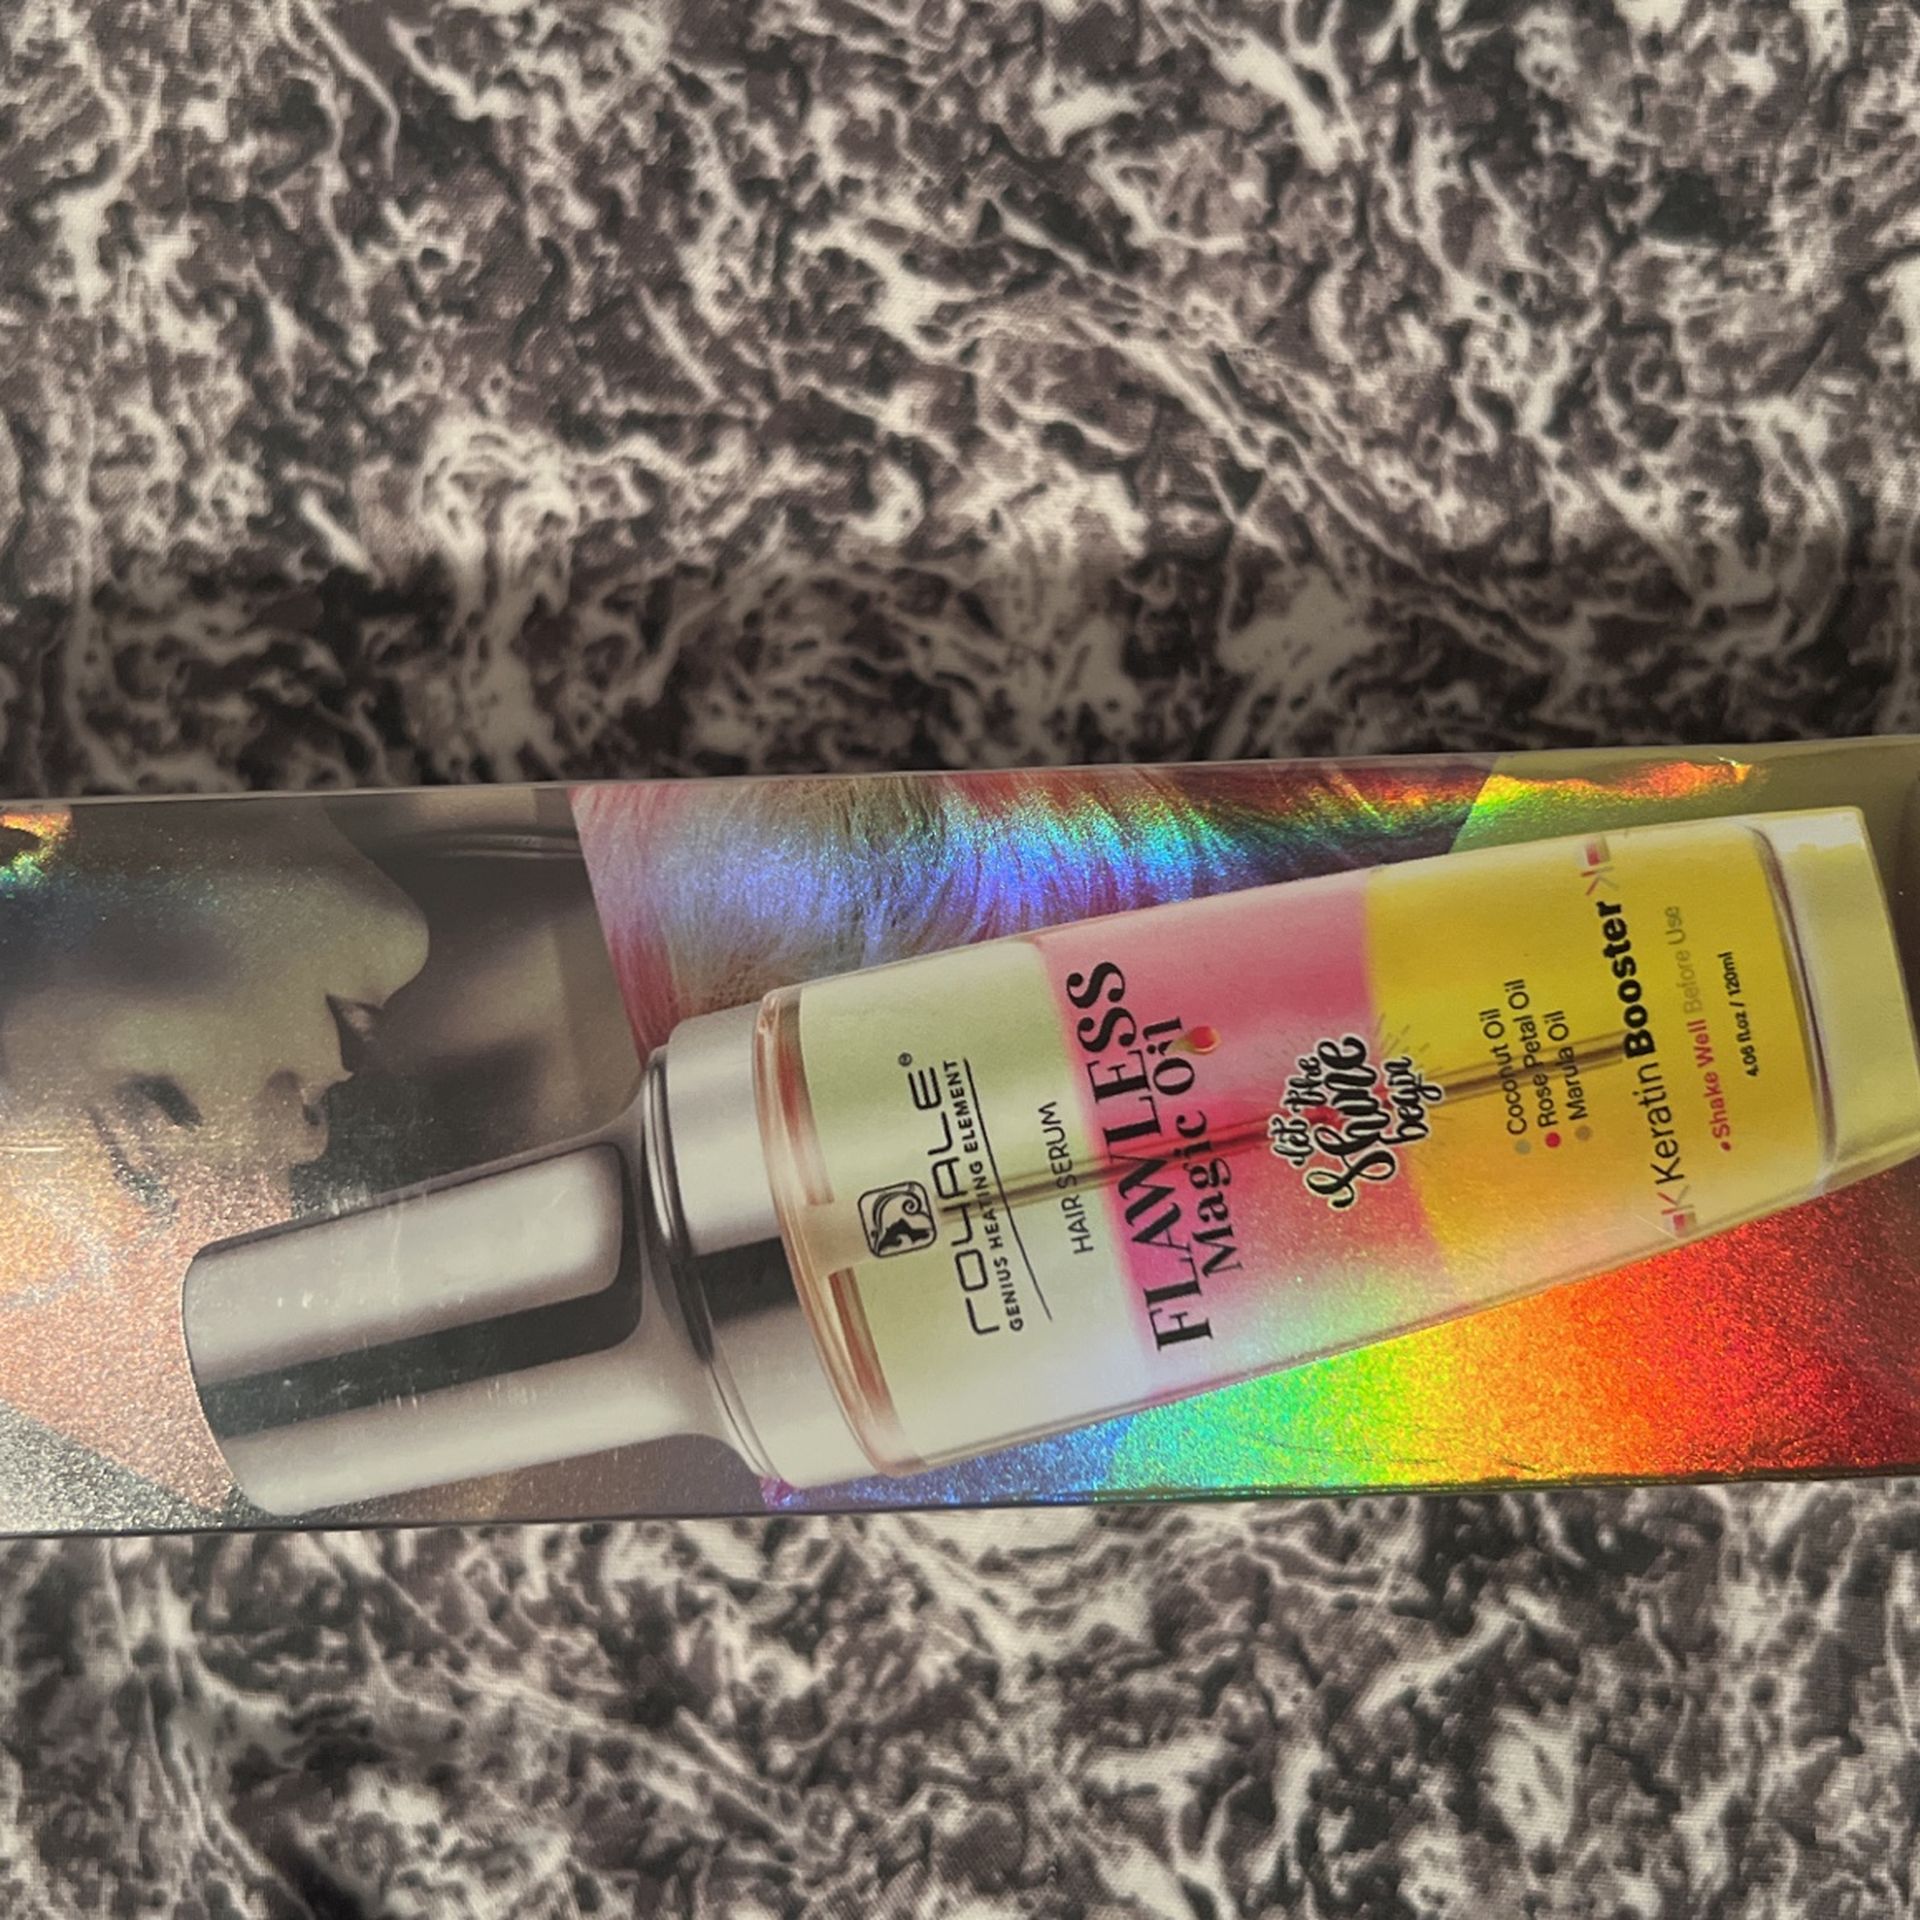 ROYALE®
GENIUS HEATING ELEMENT
HAIR SERUM
FLAWLESS
Magic Oil
let the
Shine
begin
• Coconut Oil
• Rose Petal Oil
• Marula Oil
Keratin Booster
• Shake Well Before Use
4.06 fl.oz / 120ml